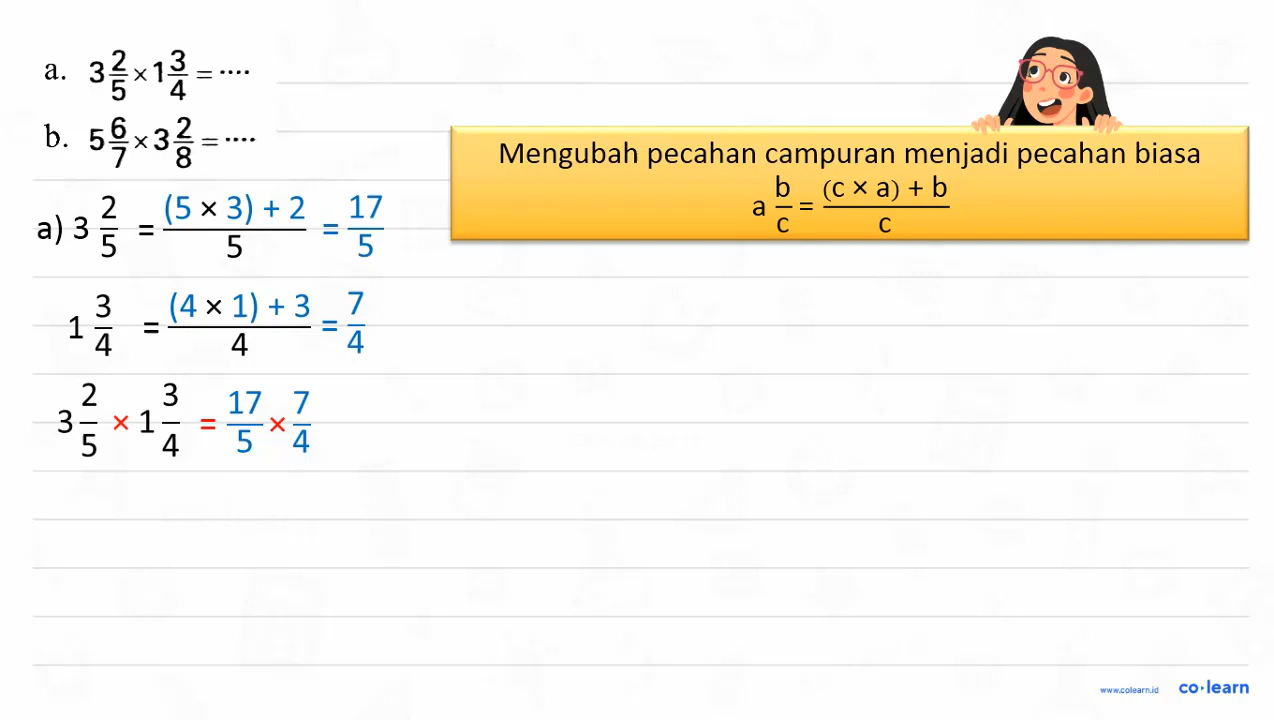 a. 3 2/5 × 1 3/4 = ....
b. 5 6/7 × 3 2/8 = ....
Mengubah pecahan campuran menjadi pecahan biasa
a b/c = ((c × a) + b)/c
a) 3 2/5 = ((5 × 3) + 2)/5 = 17/5
1 3/4 = ((4 × 1) + 3)/4 = 7/4
3 2/5 × 1 3/4 = 17/5 × 7/4
www.colearn.id co·learn